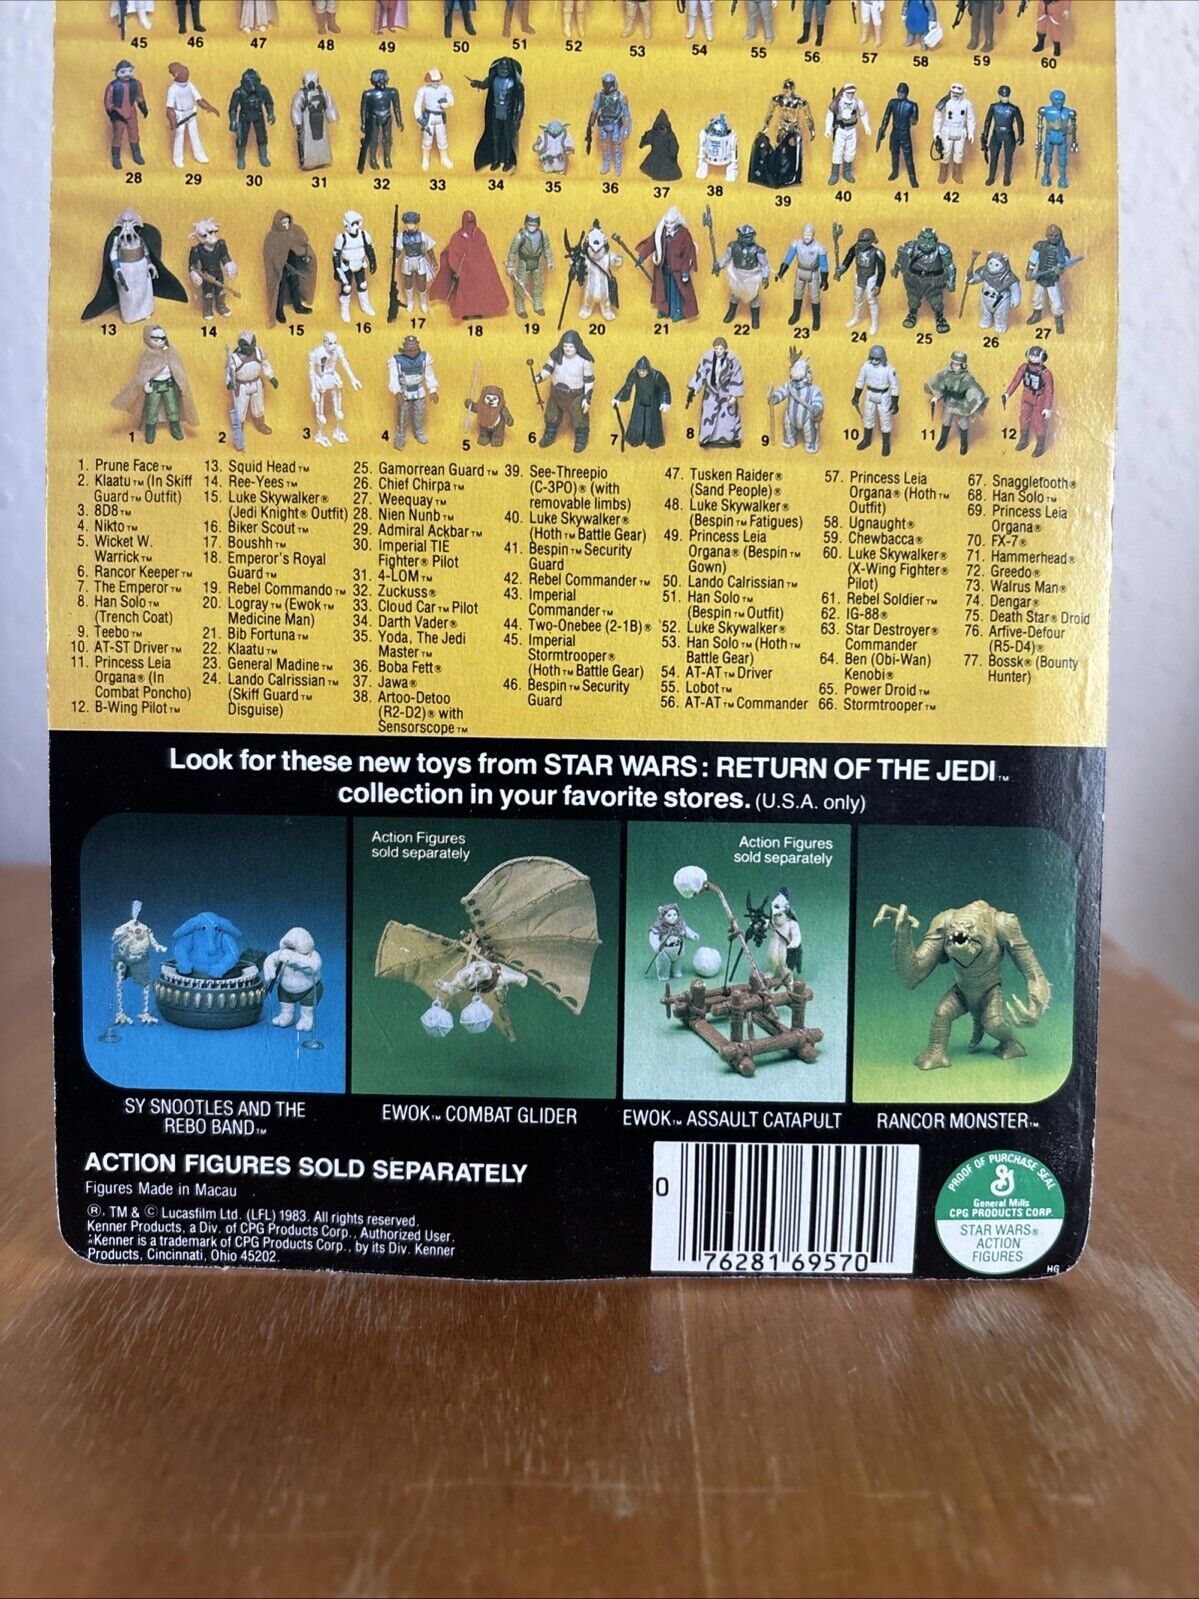 45 46 47 48 49 50 51 52 53 54 55 56 57 58 59 60
28 29 30 31 32 33 34 35 36 37 38 39 40 41 42 43 44
13 14 15 16 17 18 19 20 21 22 23 24 25 26 27
1 2 3 4 5 6 7 8 9 10 11 12
1. Prune Face™
2. Klaatu™ (In Skiff
Guard™ Outfit)
3. 8D8™
4. Nikto™
5. Wicket W.
Warrick™
6. Rancor Keeper™
7. The Emperor™
8. Han Solo™
(Trench Coat)
9. Teebo™
10. AT-ST Driver™
11. Princess Leia
Organa® (In
Combat Poncho)
12. B-Wing Pilot™
13. Squid Head™
14. Ree-Yees™
15. Luke Skywalker®
(Jedi Knight® Outfit)
16. Biker Scout™
17. Boushh™
18. Emperor's Royal
Guard™
19. Rebel Commando™
20. Logray™ (Ewok™
Medicine Man)
21. Bib Fortuna™
22. Klaatu™
23. General Madine™
24. Lando Calrissian™
(Skiff Guard™
Disguise)
25. Gamorrean Guard™
26. Chief Chirpa™
27. Weequay™
28. Nien Nunb™
29. Admiral Ackbar™
30. Imperial TIE
Fighter® Pilot
31. 4-LOM™
32. Zuckuss®
33. Cloud Car™ Pilot
34. Darth Vader®
35. Yoda, The Jedi
Master™
36. Boba Fett®
37. Jawa®
38. Artoo-Detoo
(R2-D2)® with
Sensorscope™
39. See-Threepio
(C-3PO)® (with
removable limbs)
40. Luke Skywalker®
(Hoth™ Battle Gear)
41. Bespin™ Security
Guard
42. Rebel Commander™
43. Imperial
Commander™
44. Two-Onebee (2-1B)®
45. Imperial
Stormtrooper®
(Hoth™ Battle Gear)
46. Bespin™ Security
Guard
47. Tusken Raider®
(Sand People)®
48. Luke Skywalker®
(Bespin™ Fatigues)
49. Princess Leia
Organa® (Bespin™
Gown)
50. Lando Calrissian™
51. Han Solo™
(Bespin™ Outfit)
52. Luke Skywalker®
53. Han Solo™ (Hoth™
Battle Gear)
54. AT-AT™ Driver
55. Lobot™
56. AT-AT™ Commander
57. Princess Leia
Organa® (Hoth™
Outfit)
58. Ugnaught®
59. Chewbacca®
60. Luke Skywalker®
(X-Wing Fighter®
Pilot)
61. Rebel Soldier™
62. IG-88®
63. Star Destroyer®
Commander
64. Ben (Obi-Wan)
Kenobi®
65. Power Droid™
66. Stormtrooper™
67. Snaggletooth®
68. Han Solo™
69. Princess Leia
Organa®
70. FX-7®
71. Hammerhead®
72. Greedo®
73. Walrus Man®
74. Dengar®
75. Death Star® Droid
76. Arfive-Defour
(R5-D4)®
77. Bossk® (Bounty
Hunter)
Look for these new toys from STAR WARS: RETURN OF THE JEDI™
collection in your favorite stores. (U.S.A. only)
Action Figures
sold separately
Action Figures
sold separately
SY SNOOTLES AND THE
REBO BAND™
EWOK™ COMBAT GLIDER
EWOK™ ASSAULT CATAPULT
RANCOR MONSTER™
ACTION FIGURES SOLD SEPARATELY
Figures Made in Macau
®, TM & © Lucasfilm Ltd. (LFL) 1983. All rights reserved.
Kenner Products, a Div. of CPG Products Corp., Authorized User.
*Kenner is a trademark of CPG Products Corp., by its Div. Kenner
Products, Cincinnati, Ohio 45202.
0 76281 69570
PROOF OF PURCHASE SEAL
G
General Mills
CPG PRODUCTS CORP.
STAR WARS®
ACTION
FIGURES
HG